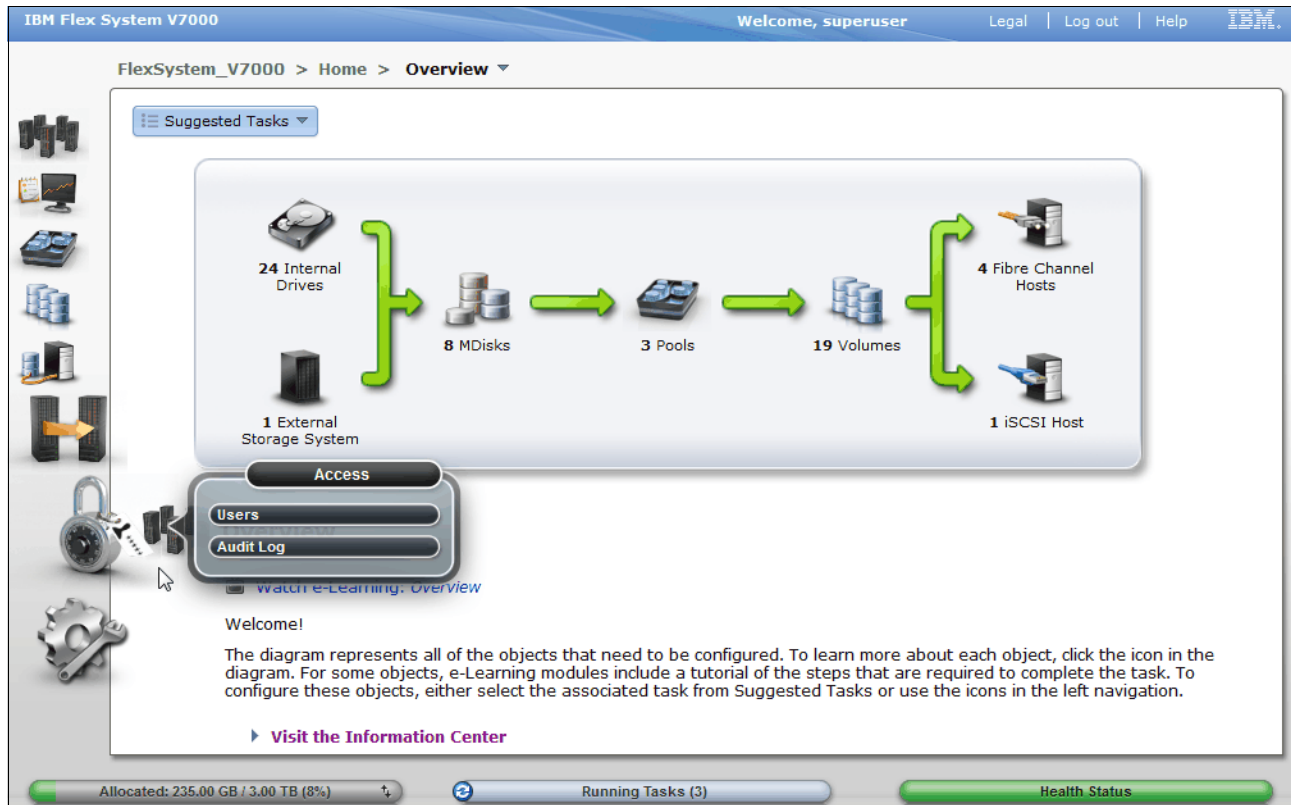 IBM Flex System V7000
Welcome, superuser
Legal | Log out | Help
IBM.
FlexSystem_V7000 > Home > Overview
Suggested Tasks
24 Internal
Drives
8 MDisks
3 Pools
19 Volumes
4 Fibre Channel
Hosts
1 External
Storage System
1 iSCSI Host
Access
Users
Overview
Audit Log
Watch e-Learning: Overview
Welcome!
The diagram represents all of the objects that need to be configured. To learn more about each object, click the icon in the
diagram. For some objects, e-Learning modules include a tutorial of the steps that are required to complete the task. To
configure these objects, either select the associated task from Suggested Tasks or use the icons in the left navigation.
Visit the Information Center
Allocated: 235.00 GB / 3.00 TB (8%)
Running Tasks (3)
Health Status